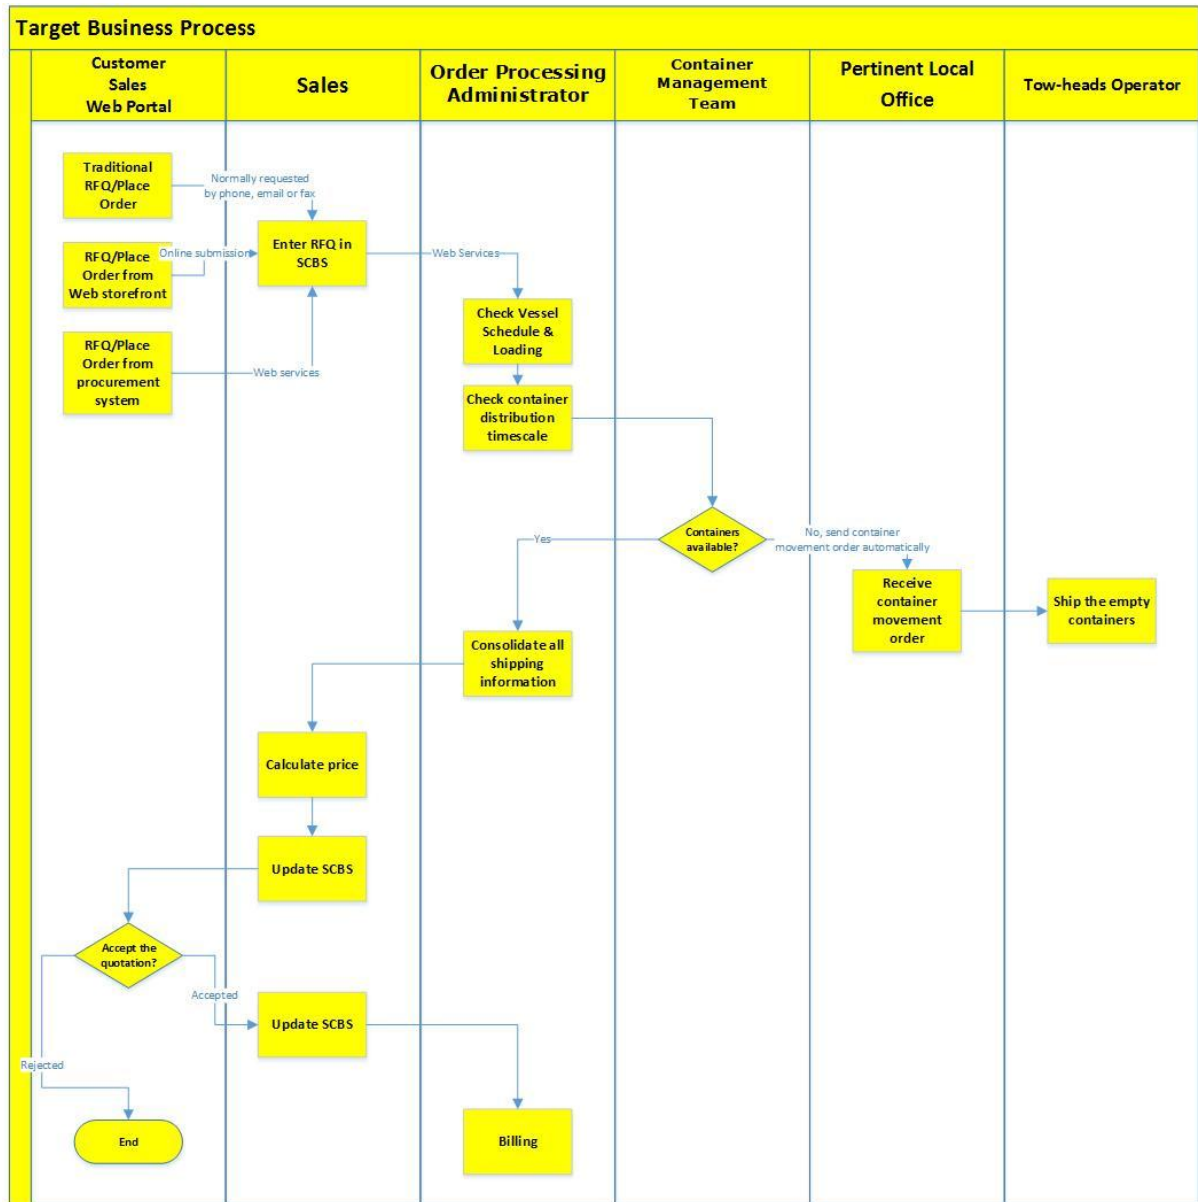 Target Business Process
Customer
Sales
Web Portal
Sales
Order Processing
Administrator
Container
Management
Team
Pertinent Local
Office
Tow-heads Operator
Traditional
RFQ/Place
Order
Normally requested
by phone, email or fax
RFQ/Place
Order from
Web storefront
Online submission
Enter RFQ in
SCBS
Web Services
RFQ/Place
Order from
procurement
system
Web services
Check Vessel
Schedule &
Loading
Check container
distribution
timescale
Containers
available?
No, send container
movement order automatically
Yes
Receive
container
movement
order
Ship the empty
containers
Consolidate all
shipping
information
Calculate price
Update SCBS
Accept the
quotation?
Accepted
Update SCBS
Rejected
End
Billing